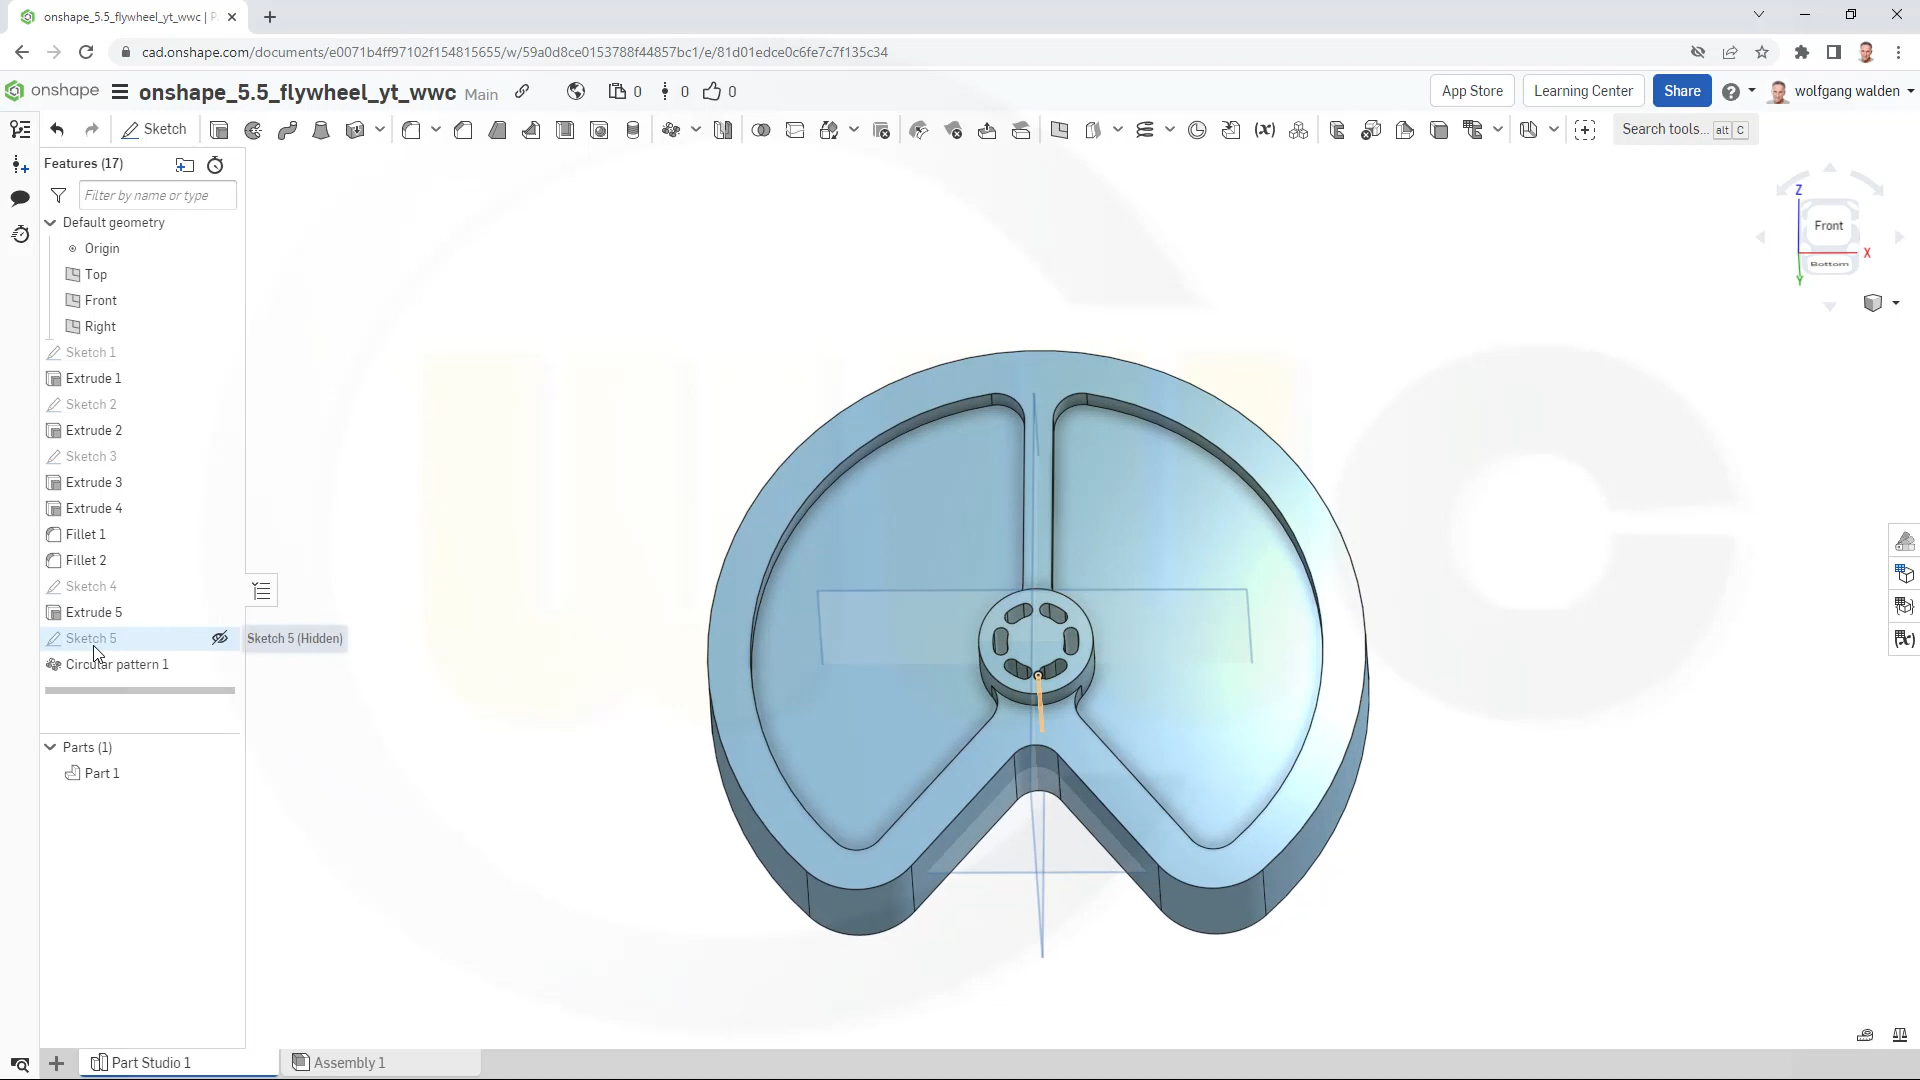 onshape_5.5_flywheel_yt_wwc | P
cad.onshape.com/documents/e0071b4ff97102f154815655/w/59a0d8ce0153788f44857bc1/e/81d01edce0c6fe7c7f135c34
onshape
onshape_5.5_flywheel_yt_wwc Main
0
0
0
App Store
Learning Center
Share
wolfgang walden
Sketch
Search tools... alt C
Features (17)
Filter by name or type
Default geometry
Origin
Top
Front
Right
Sketch 1
Extrude 1
Sketch 2
Extrude 2
Sketch 3
Extrude 3
Extrude 4
Fillet 1
Fillet 2
Sketch 4
Extrude 5
Sketch 5
Sketch 5 (Hidden)
Circular pattern 1
Parts (1)
Part 1
Z
Front
X
Bottom
Y
wwc
Part Studio 1
Assembly 1